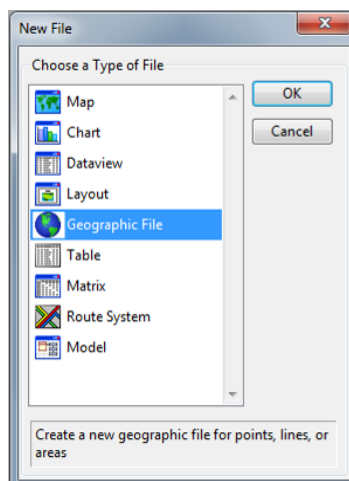 New File
Choose a Type of File
Map
Chart
Dataview
Layout
Geographic File
Table
Matrix
Route System
Model
OK
Cancel
Create a new geographic file for points, lines, or
areas